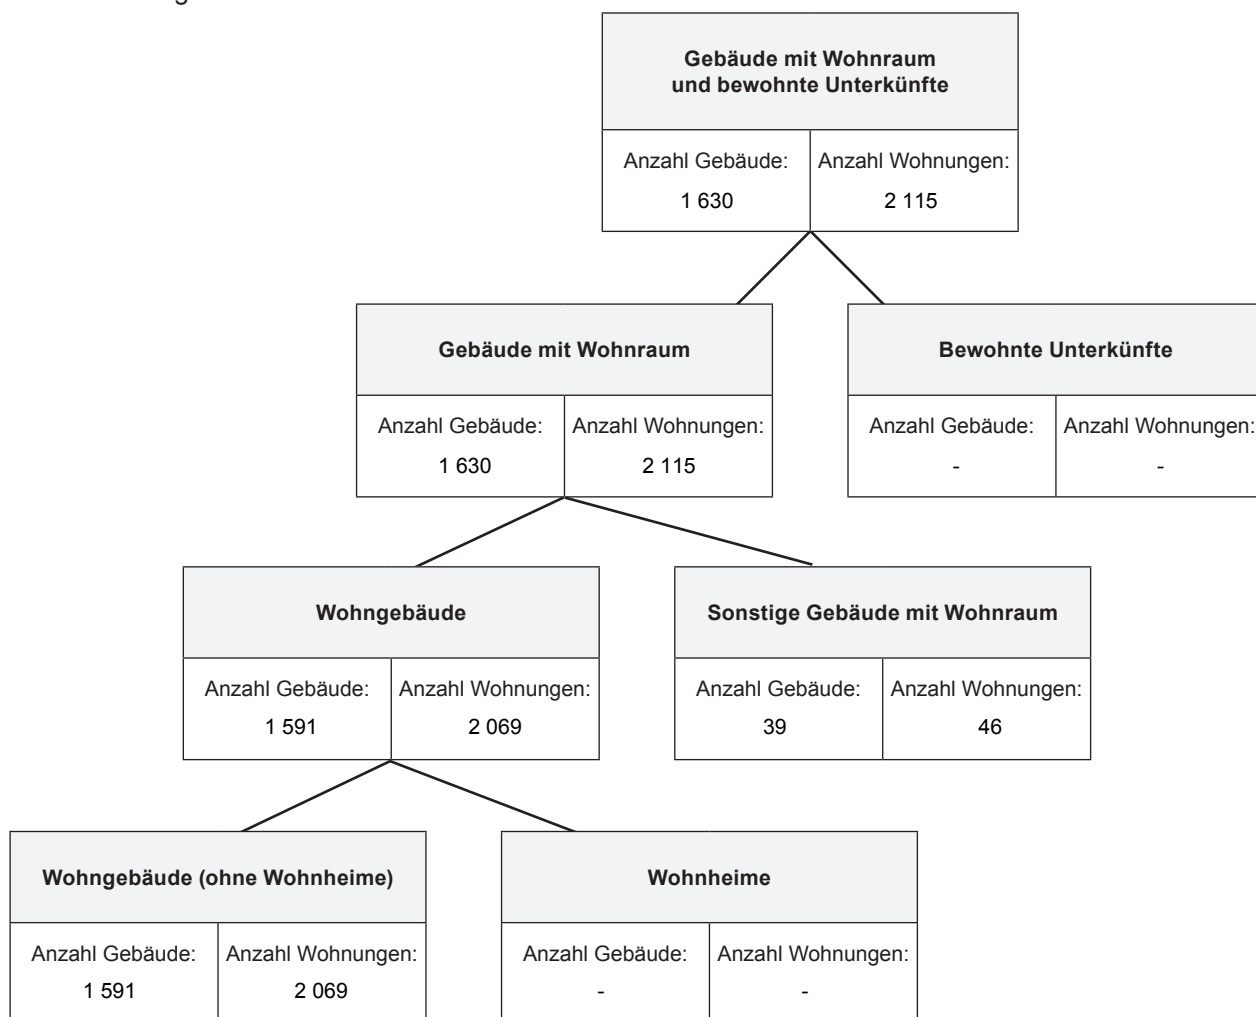 Gebäude mit Wohnraum
und bewohnte Unterkünfte
Anzahl Gebäude: Anzahl Wohnungen:
1 630 2 115
Gebäude mit Wohnraum
Anzahl Gebäude: Anzahl Wohnungen:
1 630 2 115
Bewohnte Unterkünfte
Anzahl Gebäude: Anzahl Wohnungen:
- -
Wohngebäude
Anzahl Gebäude: Anzahl Wohnungen:
1 591 2 069
Sonstige Gebäude mit Wohnraum
Anzahl Gebäude: Anzahl Wohnungen:
39 46
Wohngebäude (ohne Wohnheime)
Anzahl Gebäude: Anzahl Wohnungen:
1 591 2 069
Wohnheime
Anzahl Gebäude: Anzahl Wohnungen:
- -